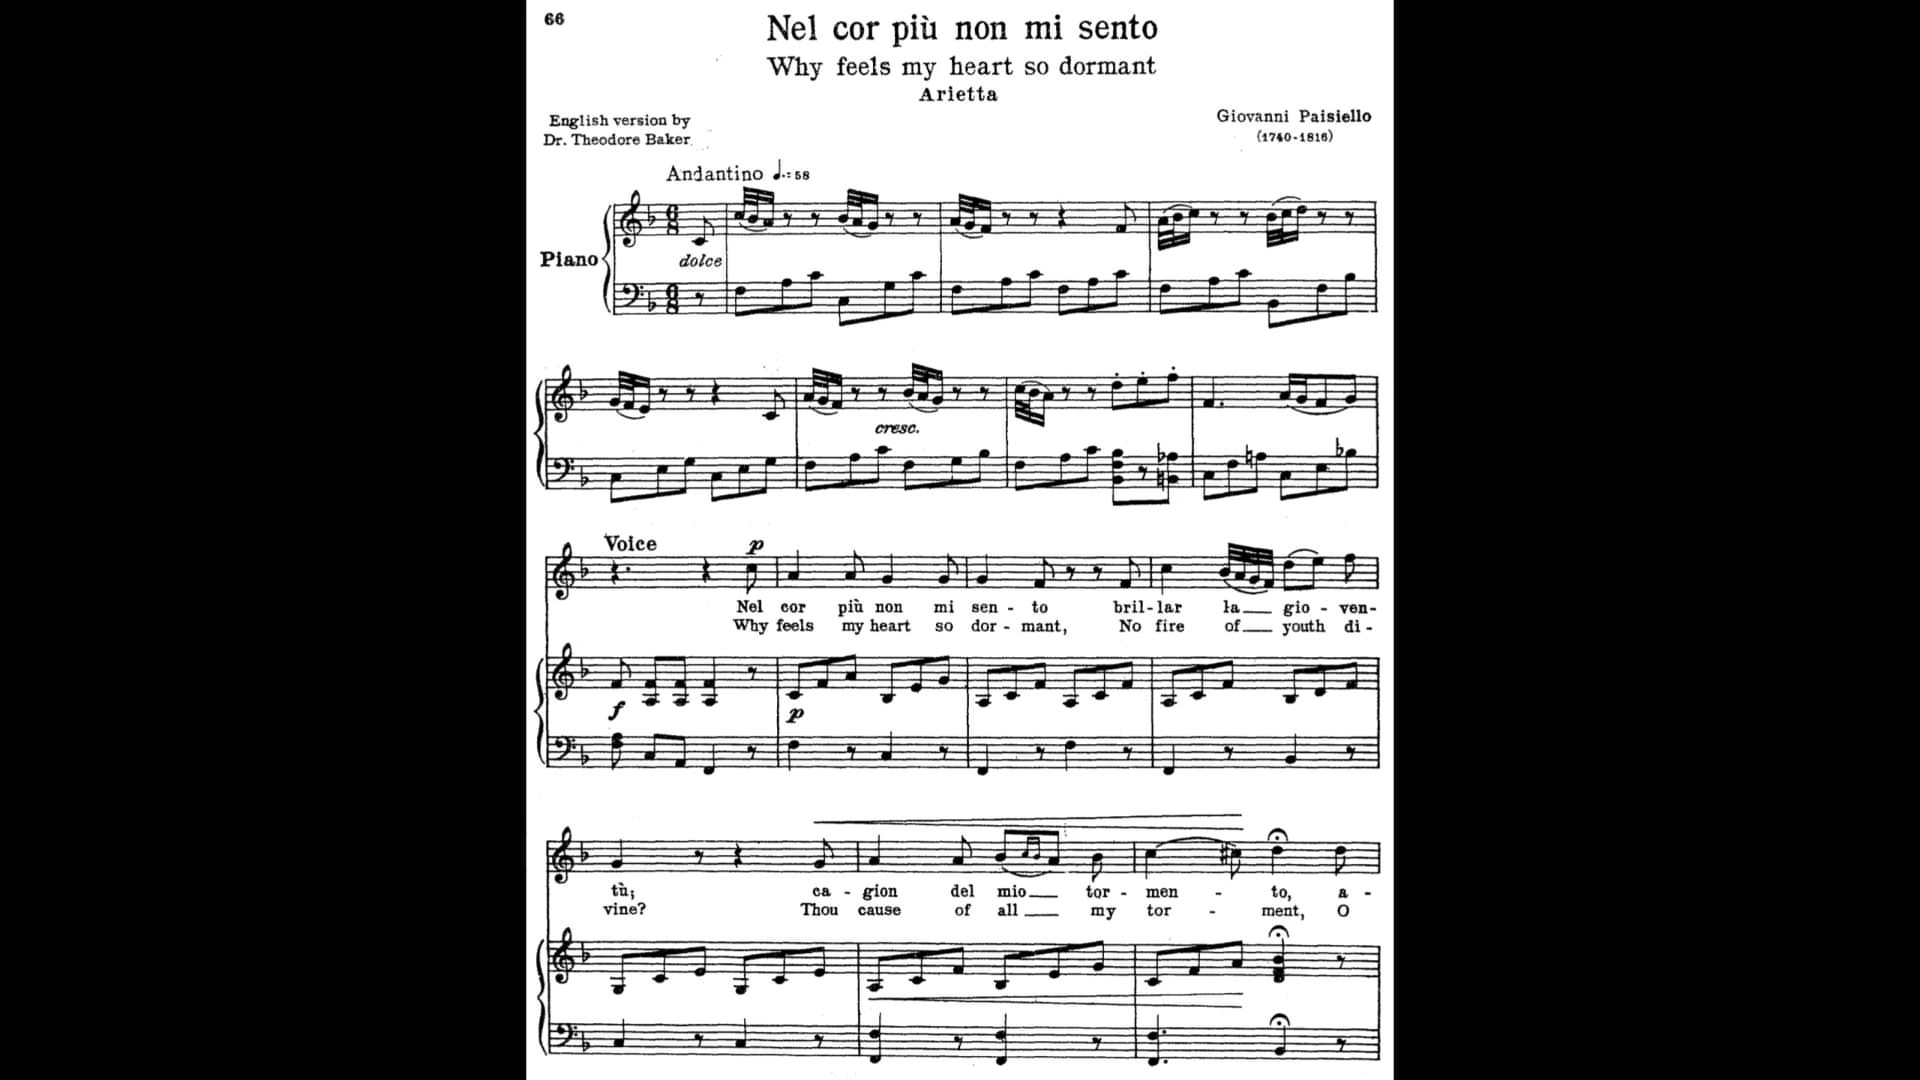 66
Nel cor più non mi sento
Why feels my heart so dormant
Arietta
English version by
Dr. Theodore Baker
Giovanni Paisiello
(1740-1816)
Andantino ♩.= 58
Piano
dolce
cresc.
Voice p
Nel cor più non mi sen - to bril - lar la gio - ven-
Why feels my heart so dor - mant, No fire of youth di -
f p
tù; ca - gion del mio tor - men - to, a -
vine? Thou cause of all my tor - ment, O